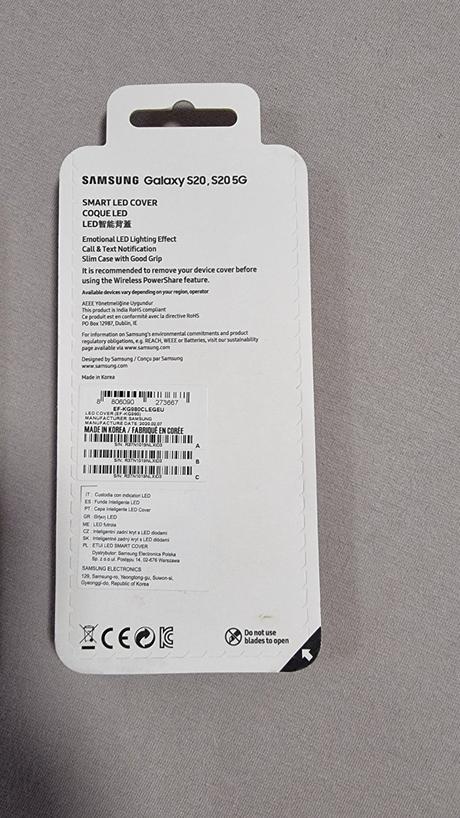 SAMSUNG Galaxy S20, S20 5G
SMART LED COVER
COQUE LED
LED智能背蓋
Emotional LED Lighting Effect
Call & Text Notification
Slim Case with Good Grip
It is recommended to remove your device cover before
using the Wireless PowerShare feature.
Available devices vary depending on your region, operator
AEEE Yönetmeliğine Uygundur
This product is India RoHS compliant
Ce produit est en conformité avec la directive RoHS
PO Box 12987, Dublin, IE
For information on Samsung's environmental commitments and product
regulatory obligations, e.g. REACH, WEEE or Batteries, visit our sustainability
page available via www.samsung.com
Designed by Samsung / Conçu par Samsung
www.samsung.com
Made in Korea
8 806090 273667
EF-KG980CLEGEU
LED COVER (EF-KG980)
MANUFACTURER: SAMSUNG
MANUFACTURE DATE: 2020.02.07
MADE IN KOREA / FABRIQUÉ EN CORÉE
A
B
C
IT : Custodia con indicatori LED
ES : Funda Inteligente LED
PT : Capa Inteligente LED Cover
GR : Θήκη LED
ME : LED futrola
CZ : Inteligentní zadní kryt s LED diodami
SK : Inteligentné zadný kryt s LED diódami
PL : ETUI LED SMART COVER
Dystrybutor: Samsung Electronics Polska
Sp. z o.o ul. Postępu 14, 02-676 Warszawa
SAMSUNG ELECTRONICS
129, Samsung-ro, Yeongtong-gu, Suwon-si,
Gyeonggi-do, Republic of Korea
CE
Do not use
blades to open